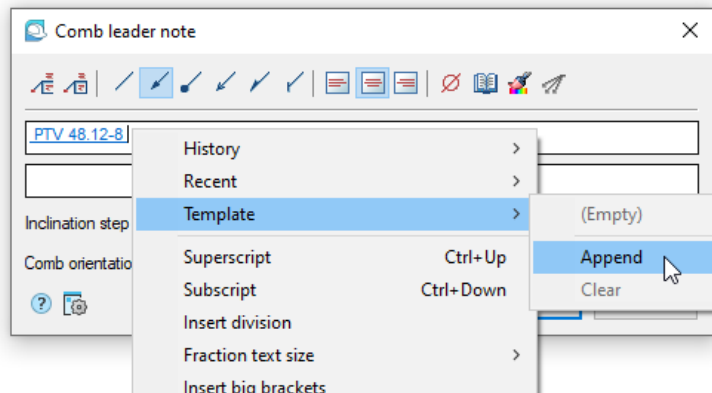 Comb leader note
PTV 48.12-8
History
Recent
Template
(Empty)
Inclination step
Superscript Ctrl+Up
Append
Comb orientatio
Subscript Ctrl+Down
Clear
Insert division
Fraction text size
Insert big brackets